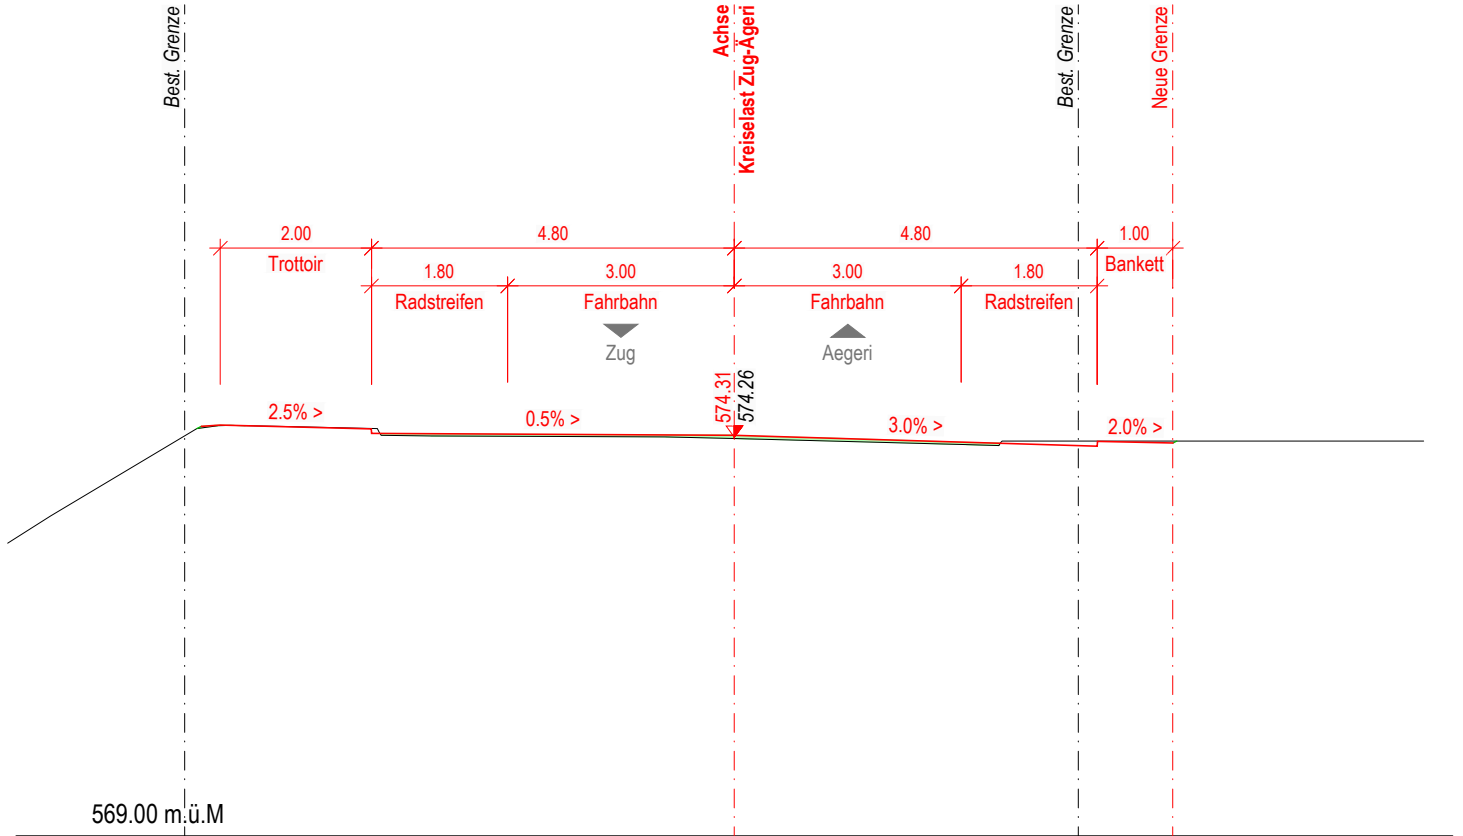 Best. Grenze
Achse
Kreiselast Zug-Ägeri
Best. Grenze
Neue Grenze
2.00
4.80
4.80
1.00
Trottoir
Bankett
1.80
3.00
3.00
1.80
Radstreifen
Fahrbahn
Fahrbahn
Radstreifen
Zug
Aegeri
574.31
574.26
2.5% >
0.5% >
3.0% >
2.0% >
569.00 m.ü.M